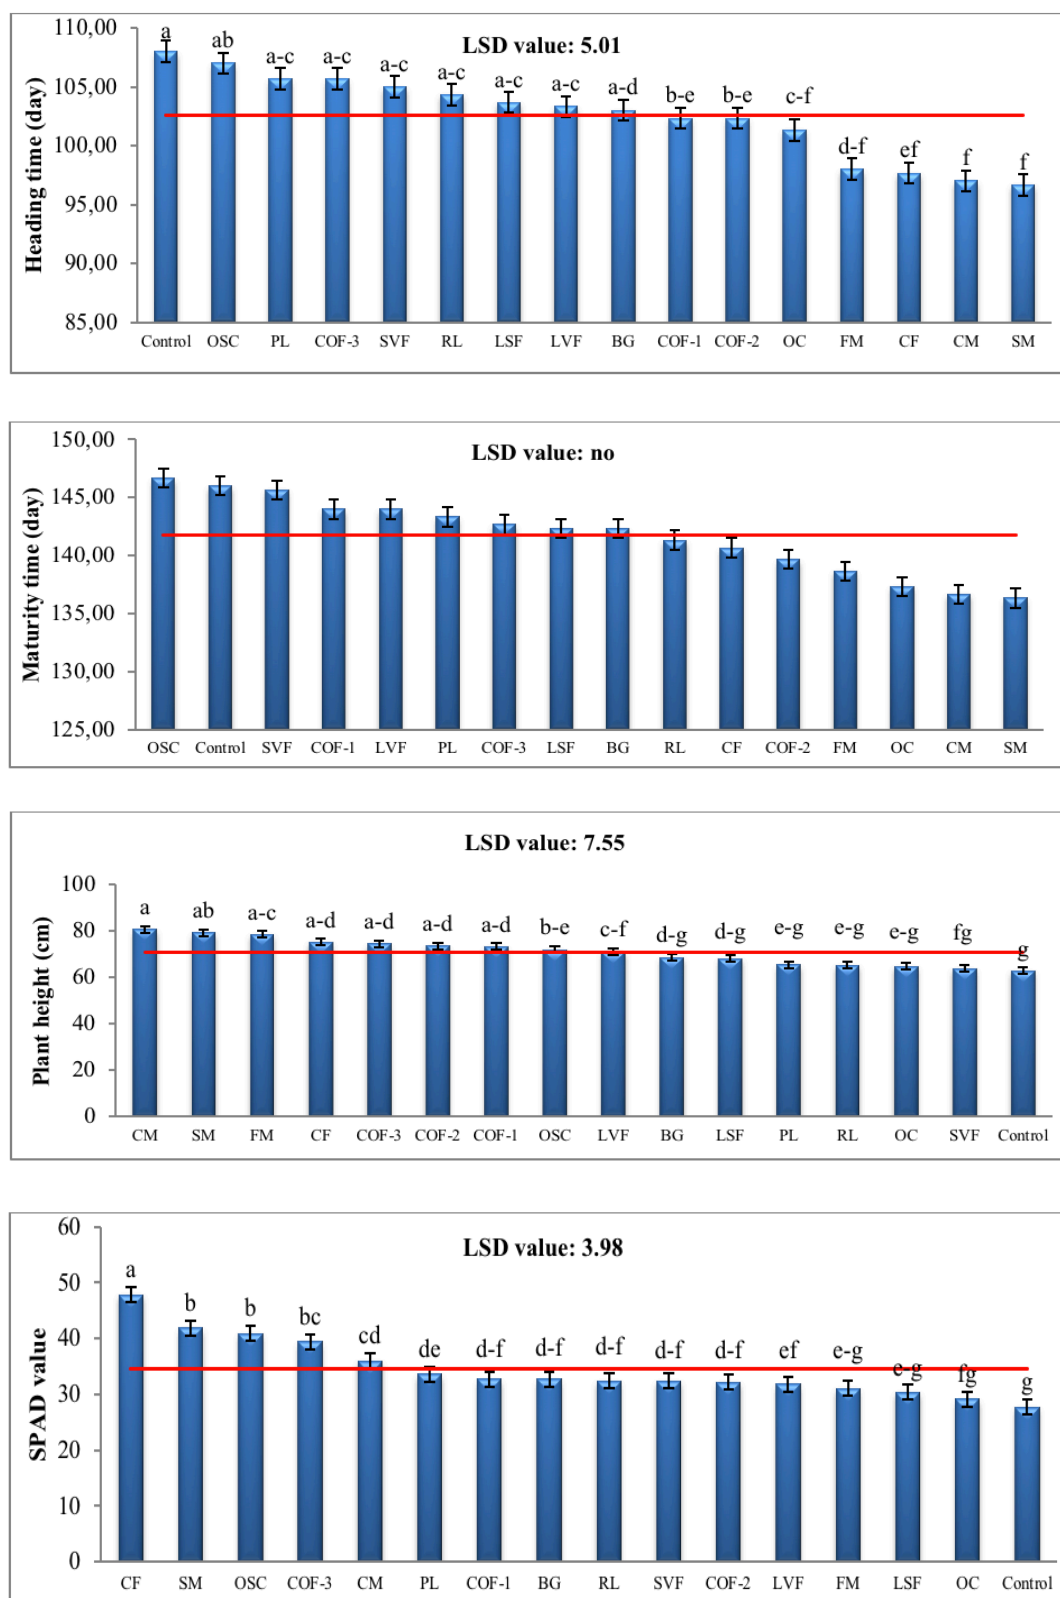 LSD value: 5.01
Heading time (day)
110,00
105,00
100,00
95,00
90,00
85,00
a ab a-c a-c a-c a-c a-c a-c a-d b-e b-e c-f d-f ef f f
Control OSC PL COF-3 SVF RL LSF LVF BG COF-1 COF-2 OC FM CF CM SM
LSD value: no
Maturity time (day)
150,00
145,00
140,00
135,00
130,00
125,00
OSC Control SVF COF-1 LVF PL COF-3 LSF BG RL CF COF-2 FM OC CM SM
LSD value: 7.55
Plant height (cm)
100
80
60
40
20
0
a ab a-c a-d a-d a-d a-d b-e c-f d-g d-g e-g e-g e-g fg g
CM SM FM CF COF-3 COF-2 COF-1 OSC LVF BG LSF PL RL OC SVF Control
LSD value: 3.98
SPAD value
60
50
40
30
20
10
0
a b b bc cd de d-f d-f d-f d-f d-f ef e-g e-g fg g
CF SM OSC COF-3 CM PL COF-1 BG RL SVF COF-2 LVF FM LSF OC Control